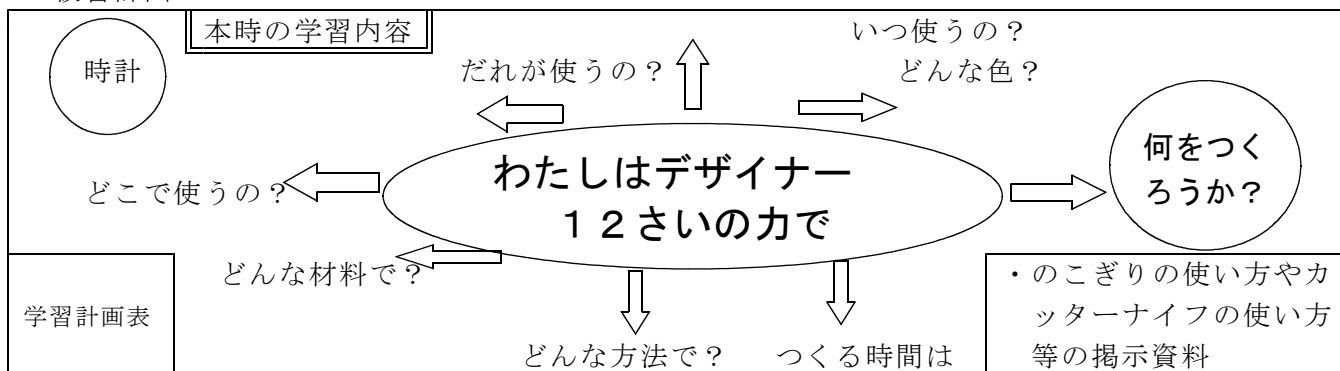 本時の学習内容
時計
だれが使うの？
いつ使うの？
どんな色？
わたしはデザイナー
１２さいの力で
何をつく
ろうか？
どこで使うの？
どんな材料で？
学習計画表
どんな方法で？
つくる時間は
・のこぎりの使い方やカ
ッターナイフの使い方
等の掲示資料